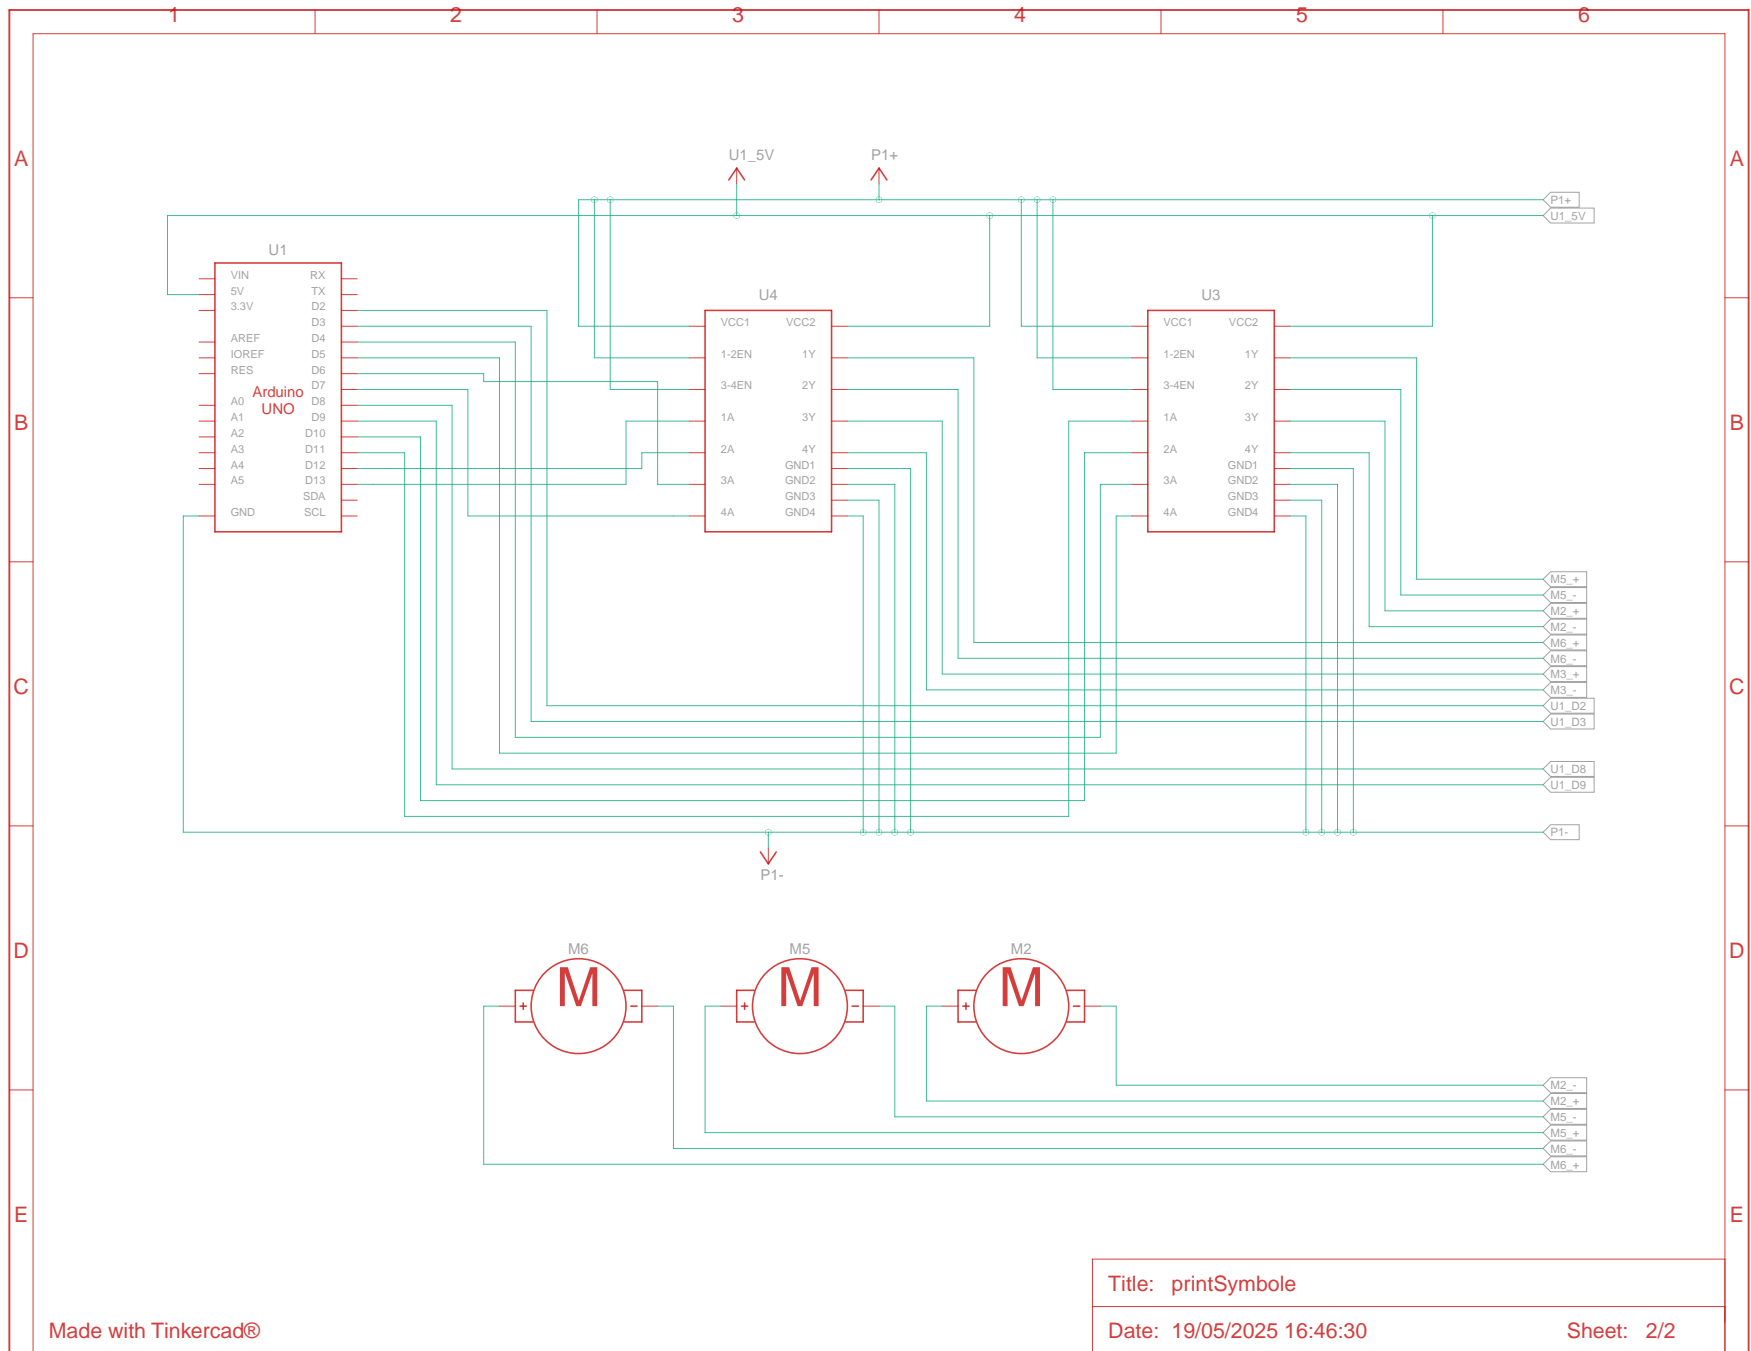 1 2 3 4 5 6
A A
U1_5V P1+
P1+
U1_5V
U1
VIN RX
5V TX
3.3V D2
D3
AREF D4
IOREF D5
RES D6
D7
Arduino
UNO
A0 D8
A1 D9
A2 D10
A3 D11
A4 D12
A5 D13
SDA
GND SCL
U4
VCC1 VCC2
1-2EN 1Y
3-4EN 2Y
1A 3Y
2A 4Y
GND1
3A GND2
GND3
4A GND4
U3
VCC1 VCC2
1-2EN 1Y
3-4EN 2Y
1A 3Y
2A 4Y
GND1
3A GND2
GND3
4A GND4
B B
M5_+
M5_-
M2_+
M2_-
M6_+
M6_-
M3_+
M3_-
U1_D2
U1_D3
C C
U1_D8
U1_D9
P1-
P1-
D D
M6 M5 M2
M M M
+ - + - + -
M2_-
M2_+
M5_-
M5_+
M6_-
M6_+
E E
Title: printSymbole
Made with Tinkercad®
Date: 19/05/2025 16:46:30 Sheet: 2/2